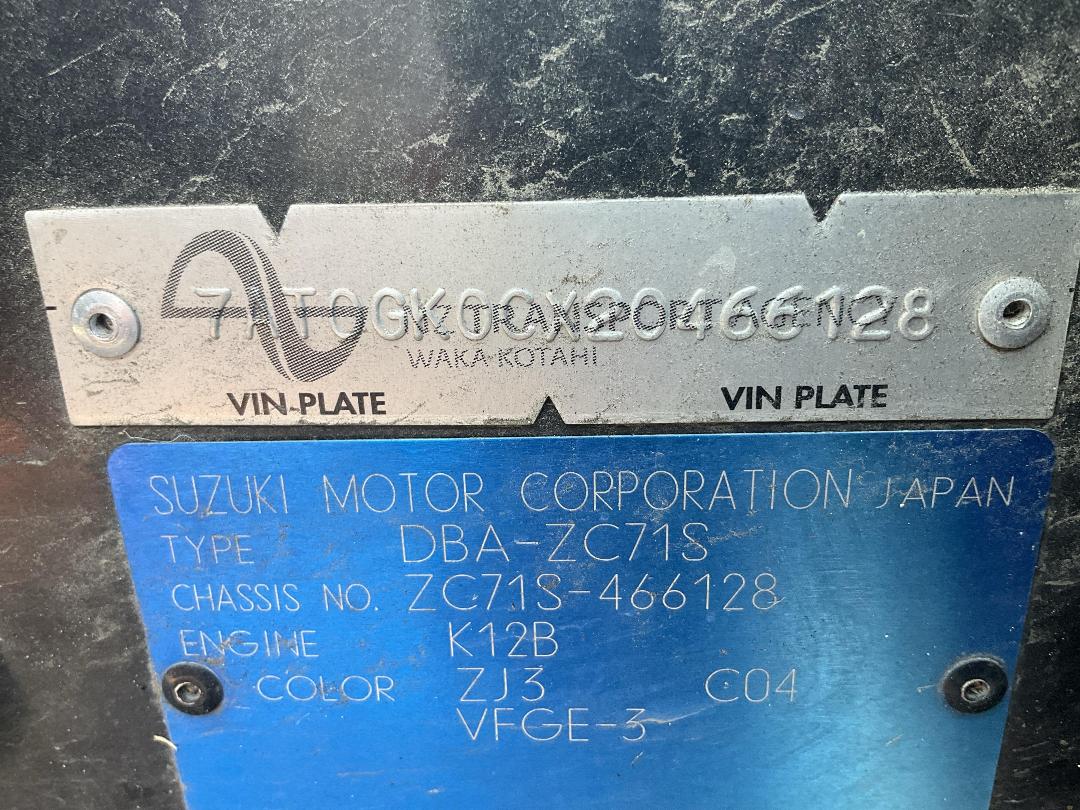 7AT0GK0CX20466128
NZ TRANSPORT AGENCY
WAKA KOTAHI
VIN PLATE VIN PLATE
SUZUKI MOTOR CORPORATION JAPAN
TYPE DBA-ZC71S
CHASSIS NO. ZC71S-466128
ENGINE K12B
COLOR ZJ3 C04
VFGE-3